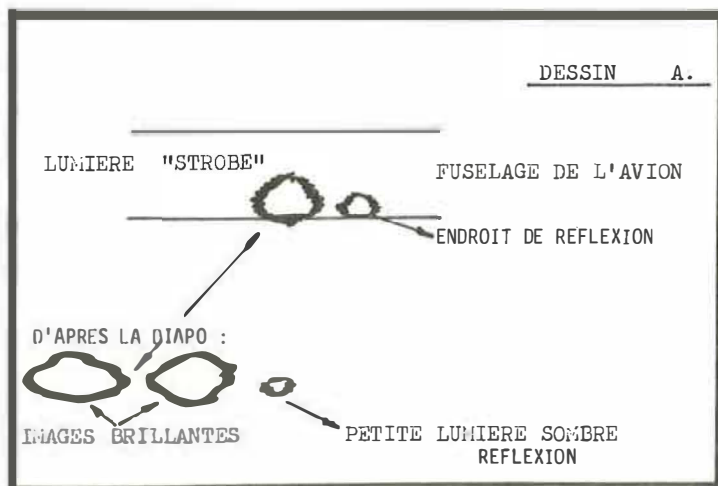 DESSIN A.
LUMIERE "STROBE"
FUSELAGE DE L'AVION
ENDROIT DE REFLEXION
D'APRES LA DIAPO :
IMAGES BRILLANTES
PETITE LUMIERE SOMBRE
REFLEXION